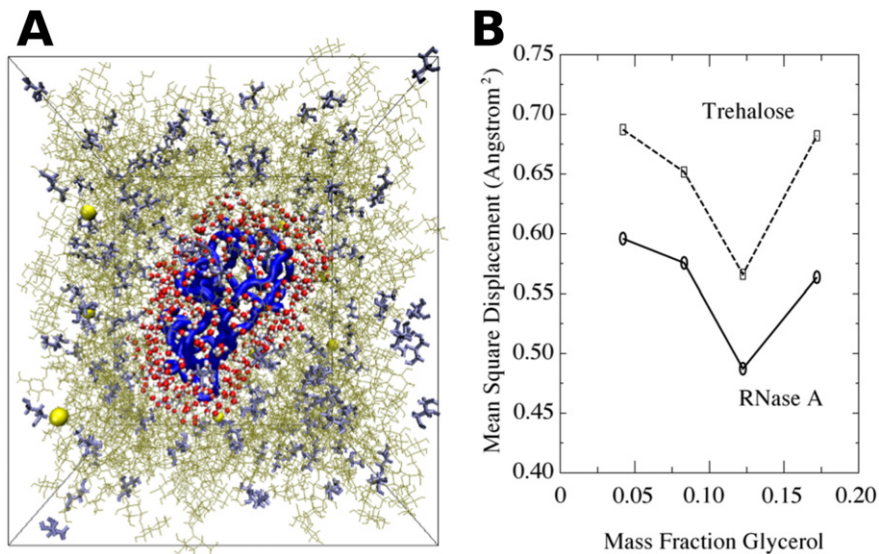 A
B
Mean Square Displacement (Angstrom²)
0.75
0.70
0.65
0.60
0.55
0.50
0.45
0.40
Trehalose
RNase A
0
0.05
0.10
0.15
0.20
Mass Fraction Glycerol